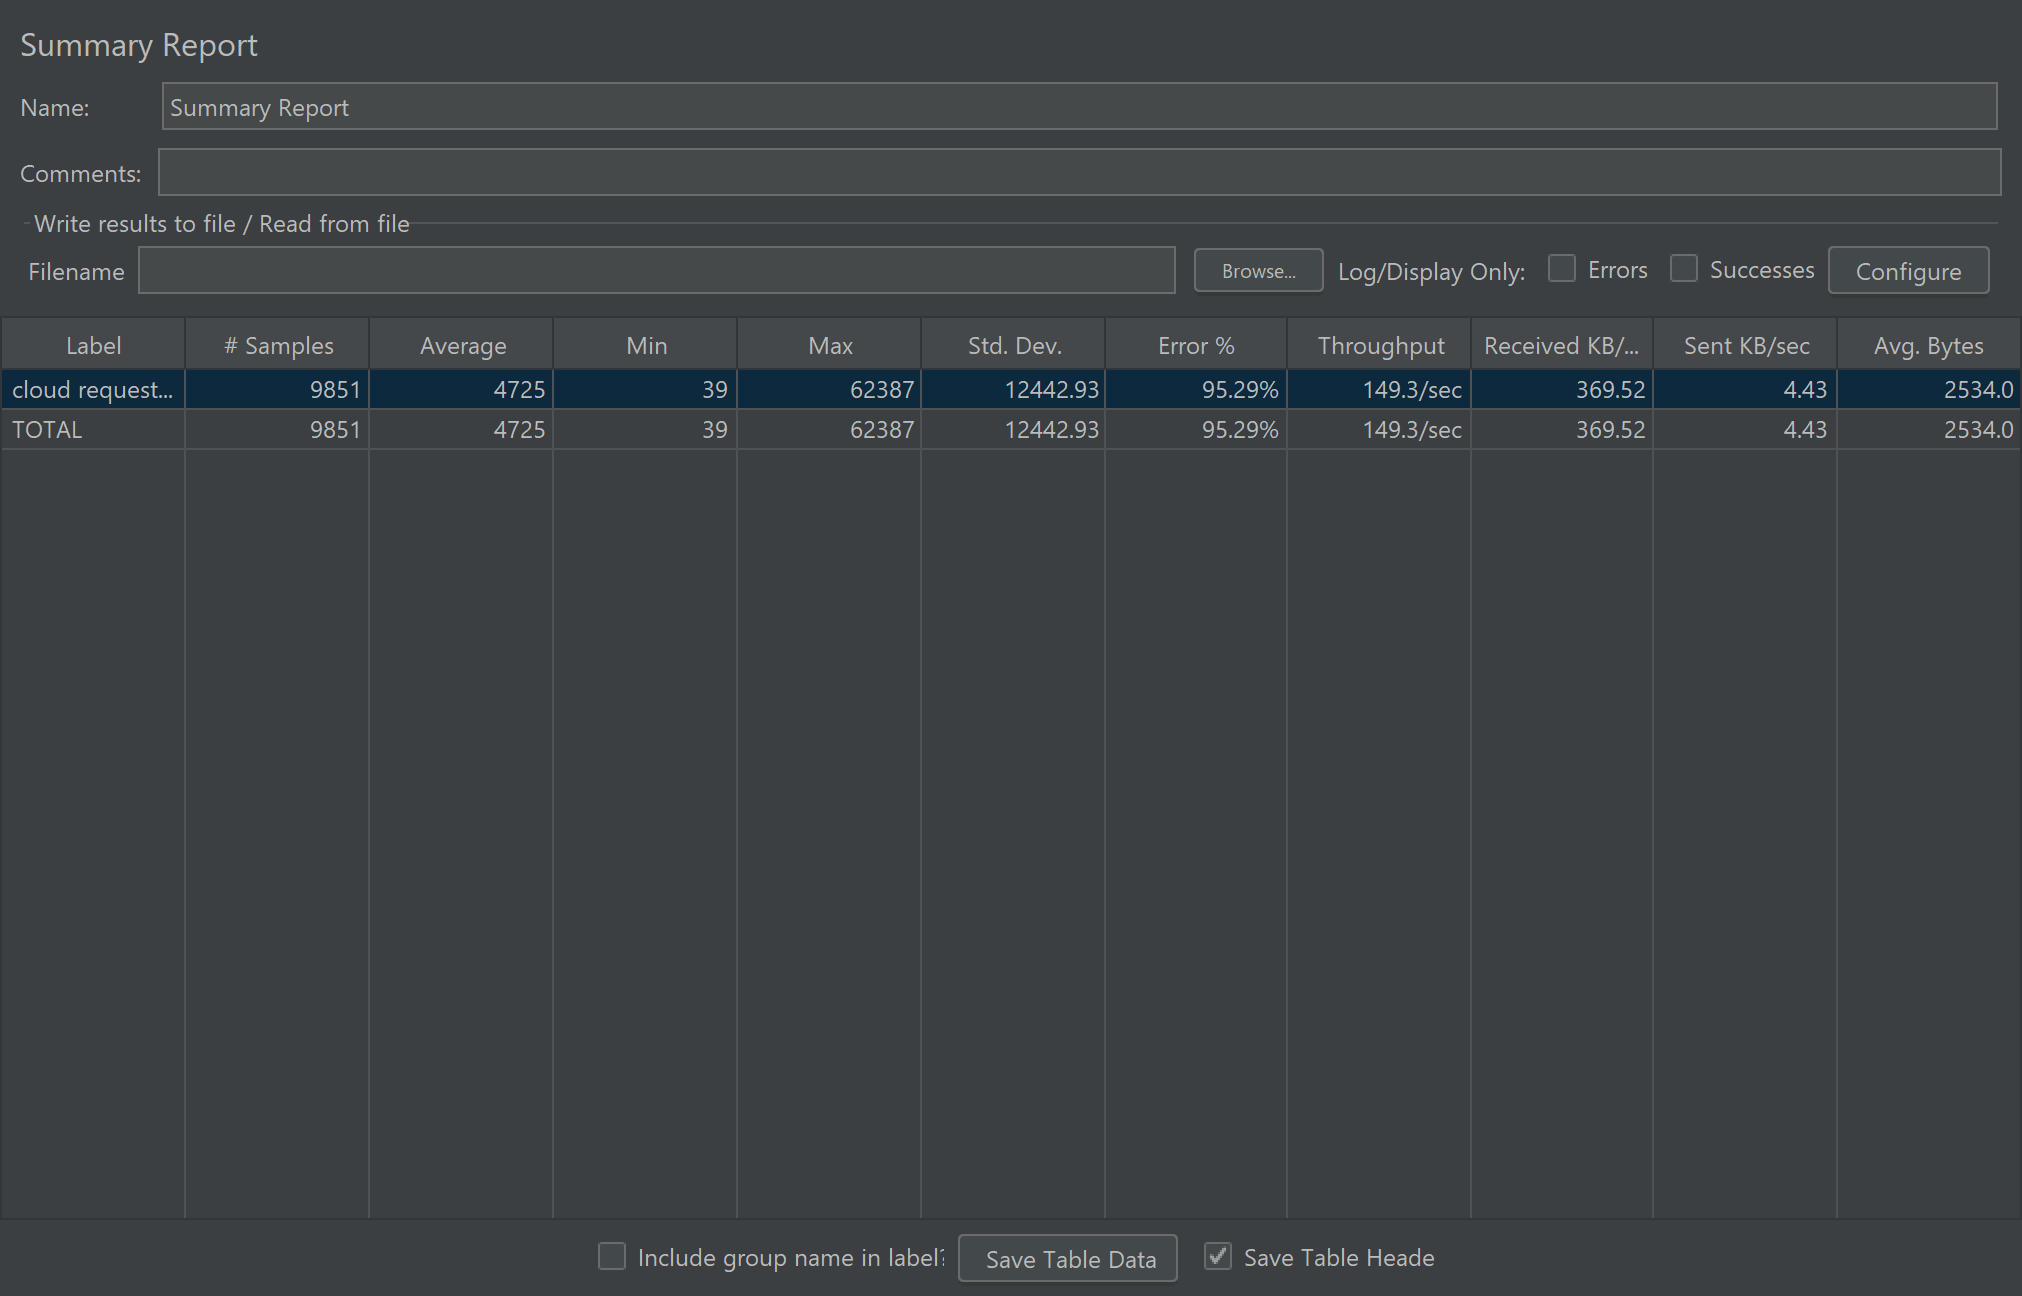 Summary Report
Name: Summary Report
Comments:
Write results to file / Read from file
Filename Browse... Log/Display Only: Errors Successes Configure
Label # Samples Average Min Max Std. Dev. Error % Throughput Received KB/... Sent KB/sec Avg. Bytes
cloud request... 9851 4725 39 62387 12442.93 95.29% 149.3/sec 369.52 4.43 2534.0
TOTAL 9851 4725 39 62387 12442.93 95.29% 149.3/sec 369.52 4.43 2534.0
Include group name in label? Save Table Data Save Table Heade